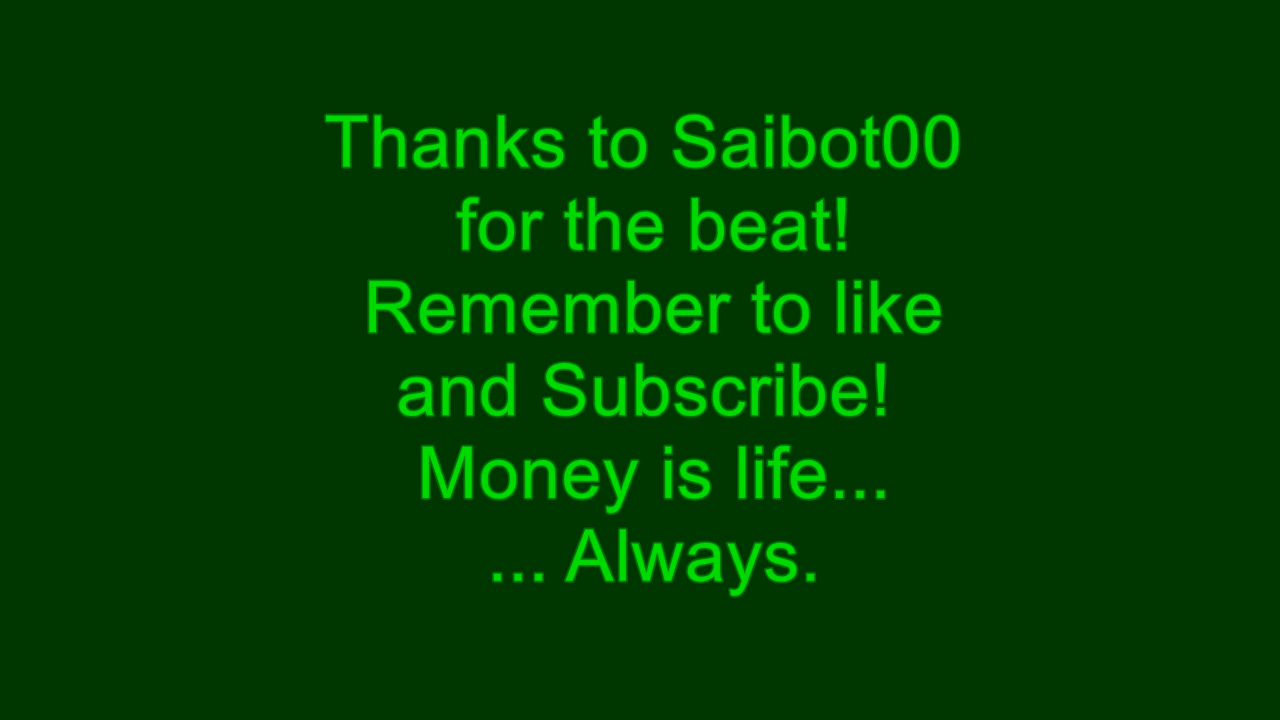 Thanks to Saibot00
for the beat!
Remember to like
and Subscribe!
Money is life...
... Always.